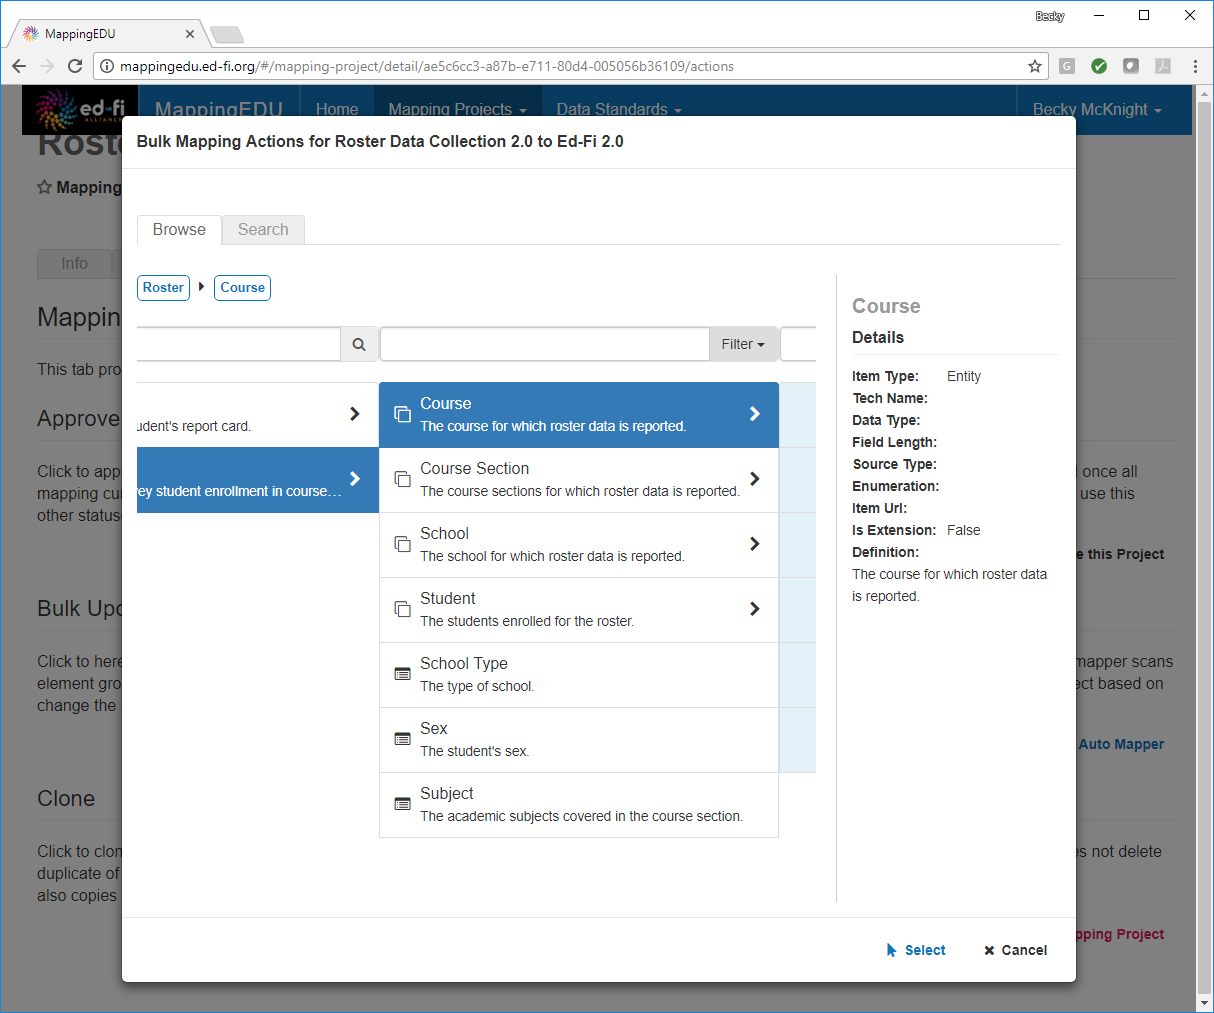 Becky
MappingEDU
mappingedu.ed-fi.org/#/mapping-project/detail/ae5c6cc3-a87b-e711-80d4-005056b36109/actions
ed-fi
ALLIANCE
MappingEDU
Home
Mapping Projects
Data Standards
Becky McKnight
Rost
Mapping
Bulk Mapping Actions for Roster Data Collection 2.0 to Ed-Fi 2.0
Browse
Search
Info
Roster
Course
Mappin
This tab pro
Approve
Click to app
mapping cu
other status
once all
use this
e this Project
Bulk Upd
Click to here
element gro
change the
mapper scans
ect based on
Auto Mapper
Clone
Click to clon
duplicate of
also copies
es not delete
pping Project
Filter
udent's report card.
ey student enrollment in course…
Course
The course for which roster data is reported.
Course Section
The course sections for which roster data is reported.
School
The school for which roster data is reported.
Student
The students enrolled for the roster.
School Type
The type of school.
Sex
The student's sex.
Subject
The academic subjects covered in the course section.
Course
Details
Item Type: Entity
Tech Name:
Data Type:
Field Length:
Source Type:
Enumeration:
Item Url:
Is Extension: False
Definition:
The course for which roster data
is reported.
Select
Cancel